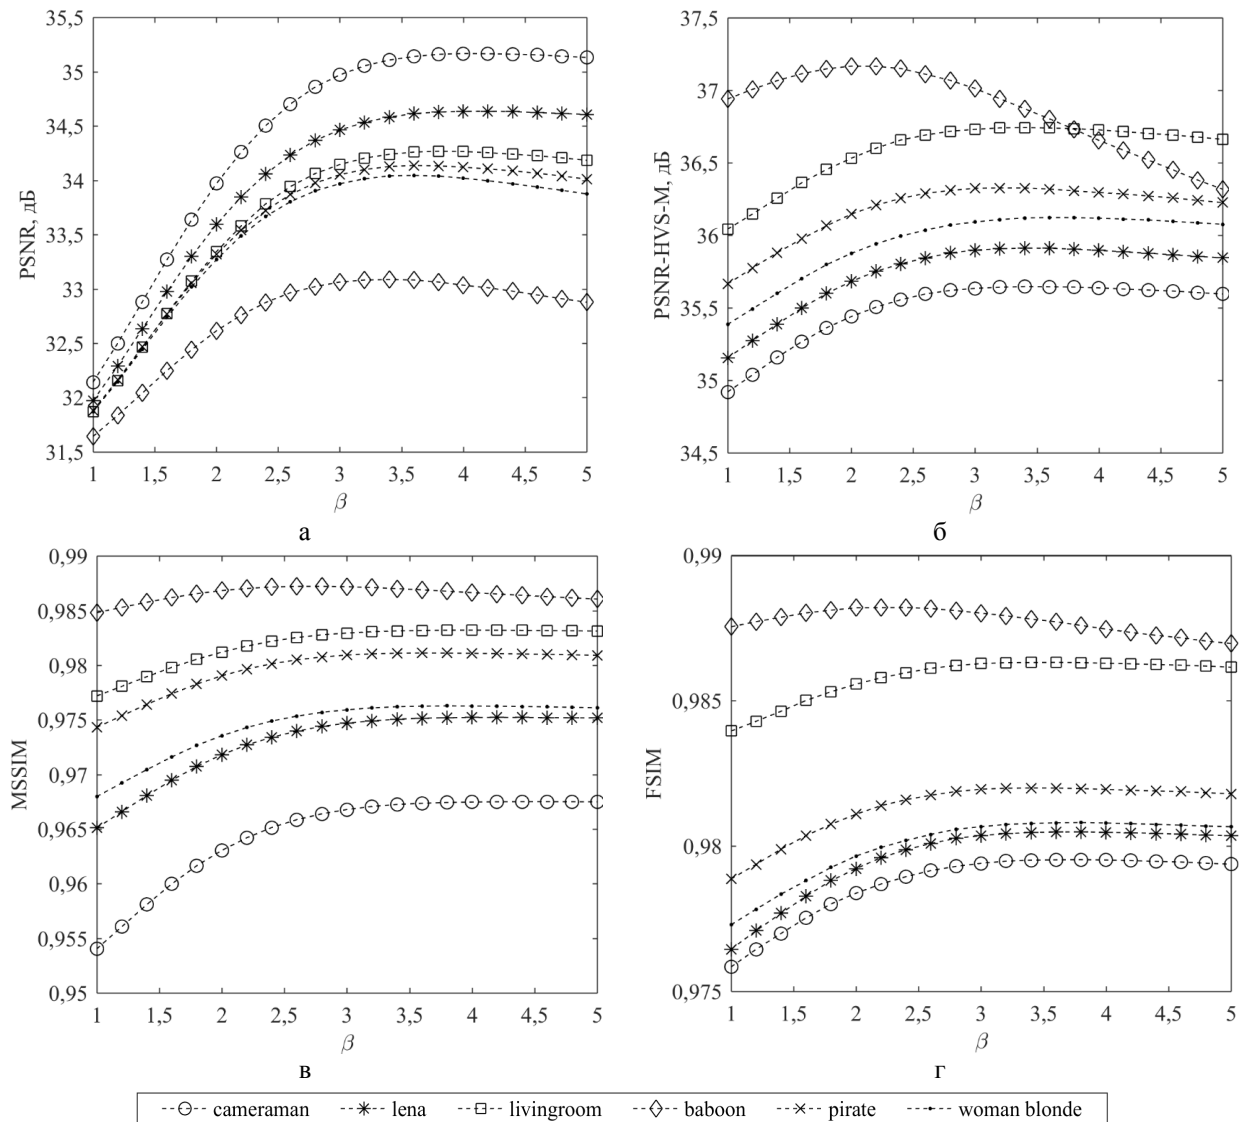 35,5
35
34,5
34
33,5
33
32,5
32
31,5
PSNR, дБ
1 1,5 2 2,5 3 3,5 4 4,5 5
β
а
37,5
37
36,5
36
35,5
35
34,5
PSNR-HVS-M, дБ
1 1,5 2 2,5 3 3,5 4 4,5 5
β
б
0,99
0,985
0,98
0,975
0,97
0,965
0,96
0,955
0,95
MSSIM
1 1,5 2 2,5 3 3,5 4 4,5 5
β
в
0,99
0,985
0,98
0,975
FSIM
1 1,5 2 2,5 3 3,5 4 4,5 5
β
г
cameraman lena livingroom baboon pirate woman blonde